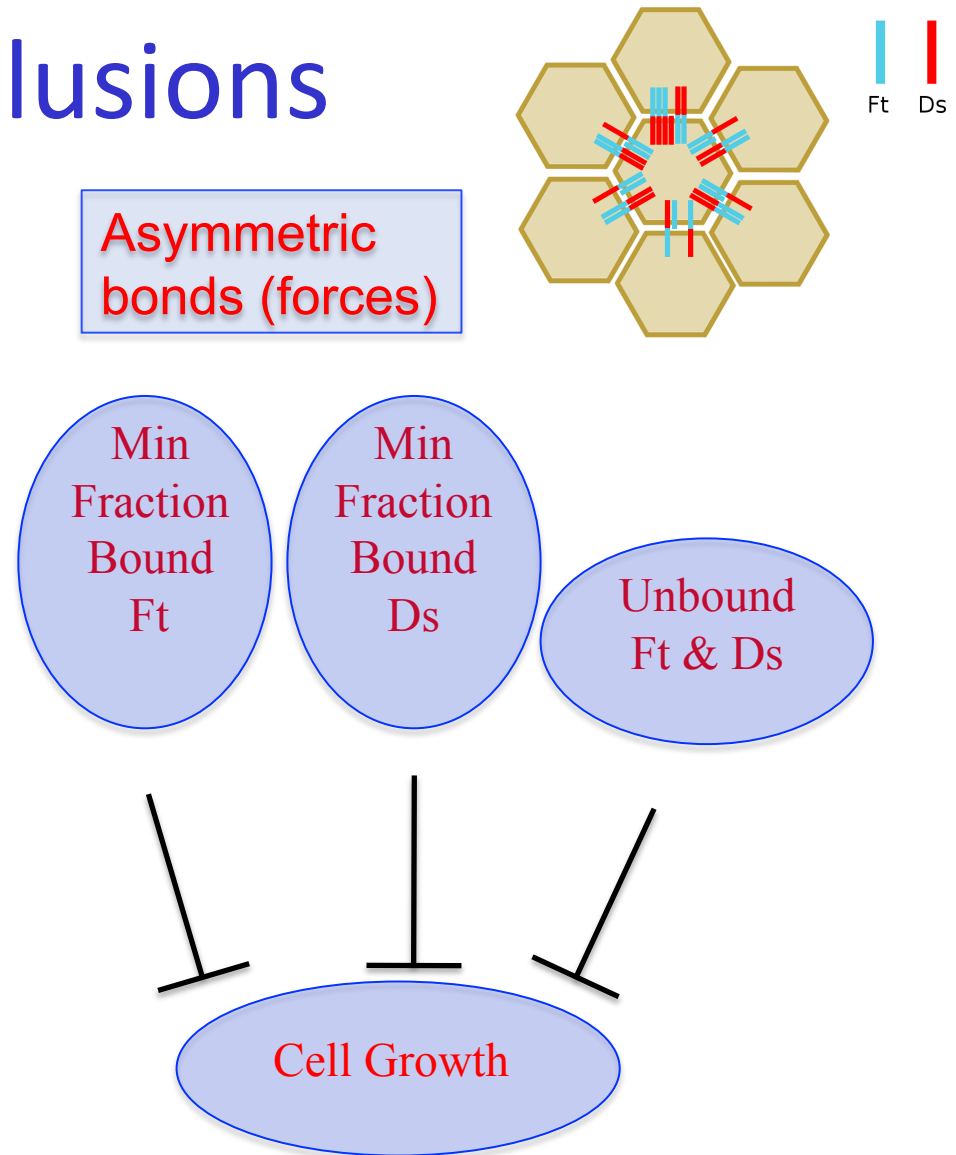 lusions
Ft Ds
Asymmetric
bonds (forces)
Min
Fraction
Bound
Ft
Min
Fraction
Bound
Ds
Unbound
Ft & Ds
Cell Growth